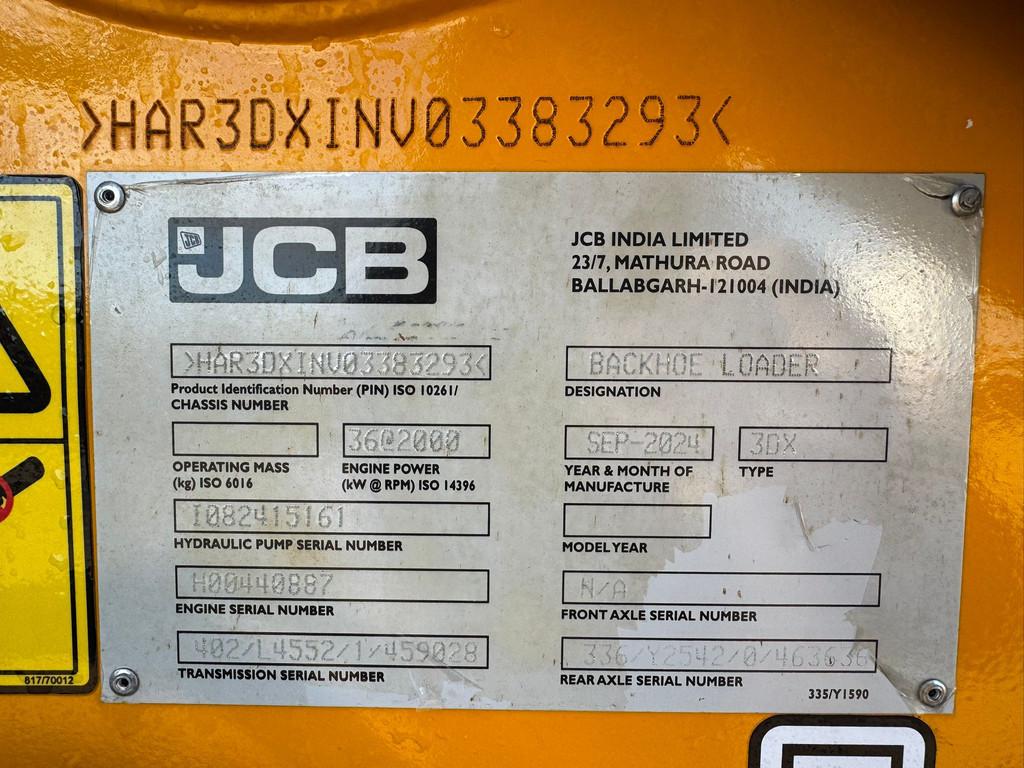 >HAR3DXINV03383293<
JCB
JCB INDIA LIMITED
23/7, MATHURA ROAD
BALLABGARH-121004 (INDIA)
>HAR3DXINV03383293<
Product Identification Number (PIN) ISO 10261/
CHASSIS NUMBER
BACKHOE LOADER
DESIGNATION
OPERATING MASS
(kg) ISO 6016
36@2000
ENGINE POWER
(kW @ RPM) ISO 14396
SEP-2024
YEAR & MONTH OF
MANUFACTURE
3DX
TYPE
I082415161
HYDRAULIC PUMP SERIAL NUMBER
MODEL YEAR
H00440887
ENGINE SERIAL NUMBER
N/A
FRONT AXLE SERIAL NUMBER
402/L4552/1/459028
TRANSMISSION SERIAL NUMBER
336/Y2542/0/463636
REAR AXLE SERIAL NUMBER
335/Y1590
817/70012